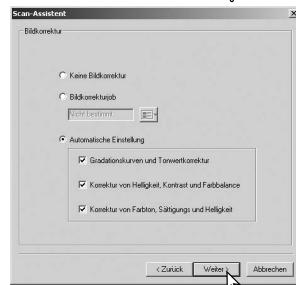 Scan-Assistent
Bildkorrektur
Keine Bildkorrektur
Bildkorrekturjob
Nicht bestimmt
Automatische Einstellung
Gradationskurven und Tonwertkorrektur
Korrektur von Helligkeit, Kontrast und Farbbalance
Korrektur von Farbton, Sättigungs und Helligkeit
< Zurück Weiter > Abbrechen